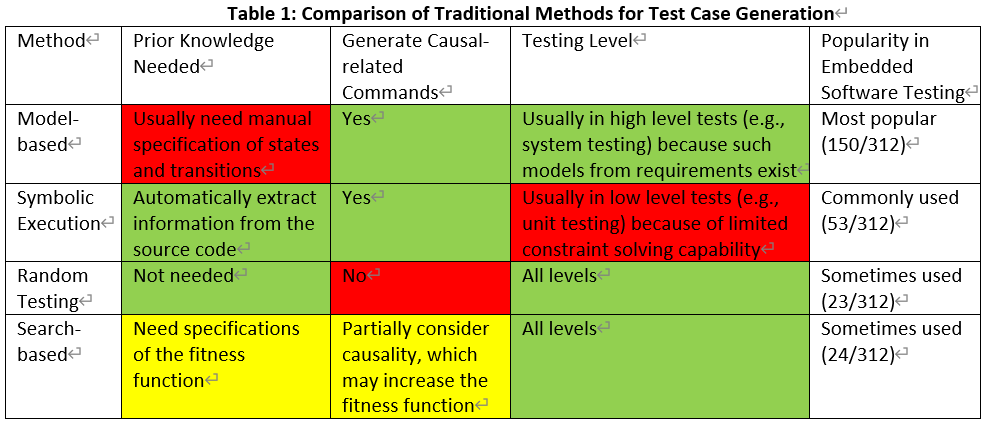 Table 1: Comparison of Traditional Methods for Test Case Generation↵
Method↵
Prior Knowledge
Needed↵
Generate Causal-
related
Commands↵
Testing Level↵
Popularity in
Embedded
Software Testing↵
Model-
based↵
Usually need manual
specification of states
and transitions↵
Yes↵
Usually in high level tests (e.g.,
system testing) because such
models from requirements exist↵
Most popular
(150/312)↵
Symbolic
Execution↵
Automatically extract
information from the
source code↵
Yes↵
Usually in low level tests (e.g.,
unit testing) because of limited
constraint solving capability↵
Commonly used
(53/312)↵
Random
Testing↵
Not needed↵
No↵
All levels↵
Sometimes used
(23/312)↵
Search-
based↵
Need specifications
of the fitness
function↵
Partially consider
causality, which
may increase the
fitness function↵
All levels↵
Sometimes used
(24/312)↵